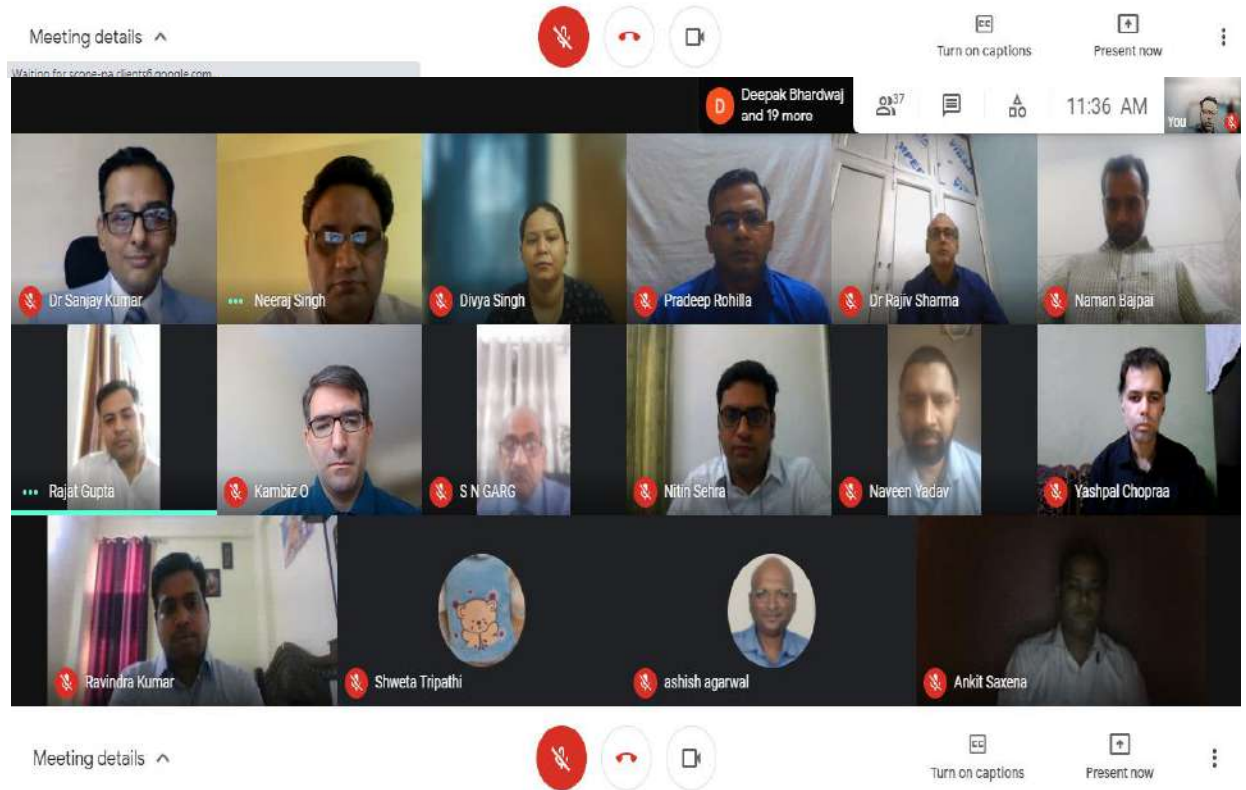 Meeting details
CC
Turn on captions
Present now
Waiting for scone-pa.clients6.google.com
D
Deepak Bhardwaj
and 19 more
37
11:36 AM
You
Dr Sanjay Kumar
Neeraj Singh
Divya Singh
Pradeep Rohilla
Dr Rajiv Sharma
Naman Bajpai
Rajat Gupta
Kambiz O
S N GARG
Nitin Sehra
Naveen Yadav
Yashpal Chopraa
Ravindra Kumar
Shweta Tripathi
ashish agarwal
Ankit Saxena
Meeting details
CC
Turn on captions
Present now